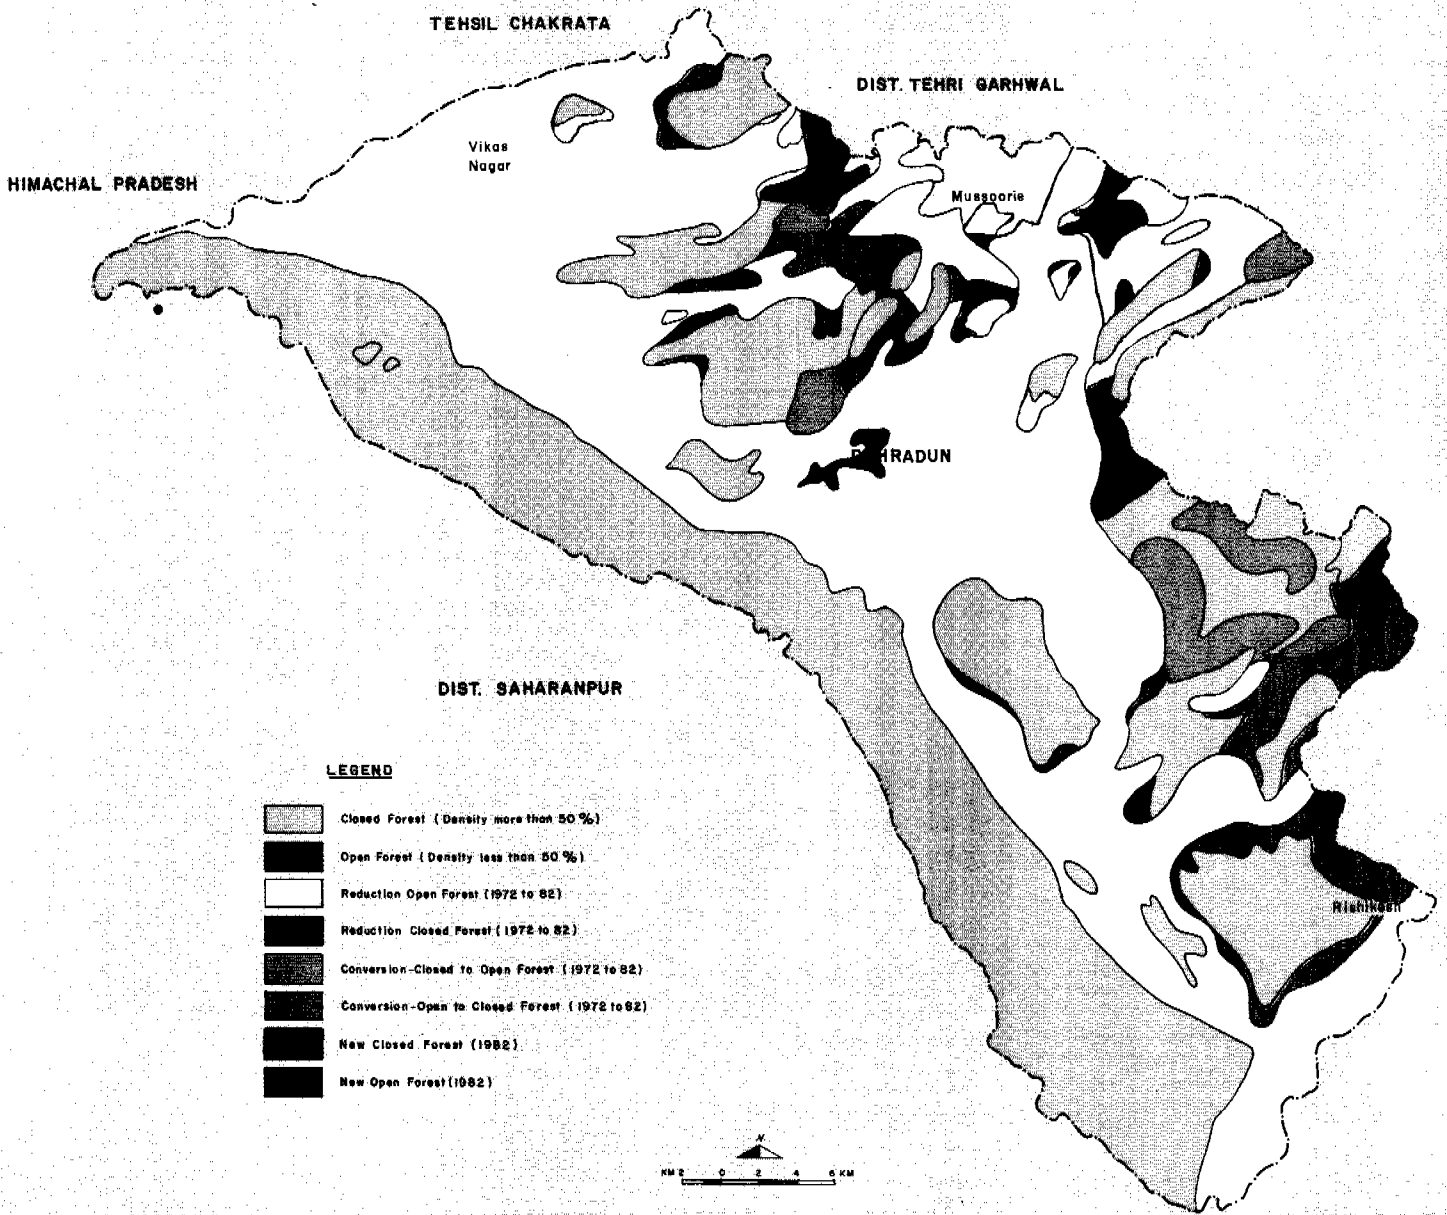 TEHSIL CHAKRATA
DIST. TEHRI GARHWAL
Vikas
Nagar
HIMACHAL PRADESH
Mussoorie
HRADUN
DIST. SAHARANPUR
LEGEND
Closed Forest (Density more than 50 %)
Open Forest (Density less than 50 %)
Reduction Open Forest (1972 to 82)
Reduction Closed Forest (1972 to 82)
Conversion-Closed to Open Forest (1972 to 82)
Conversion-Open to Closed Forest (1972 to 82)
New Closed Forest (1982)
New Open Forest (1982)
Rishikesh
N
KM 2 0 2 4 6 KM